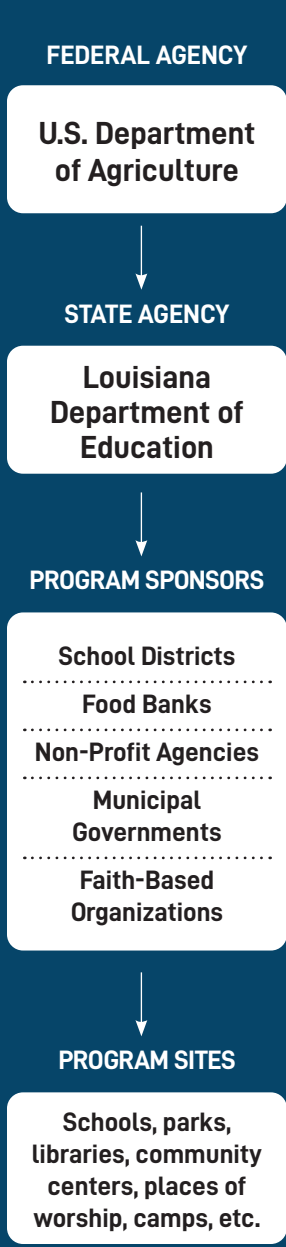 FEDERAL AGENCY
U.S. Department
of Agriculture
STATE AGENCY
Louisiana
Department of
Education
PROGRAM SPONSORS
School Districts
Food Banks
Non-Profit Agencies
Municipal
Governments
Faith-Based
Organizations
PROGRAM SITES
Schools, parks,
libraries, community
centers, places of
worship, camps, etc.